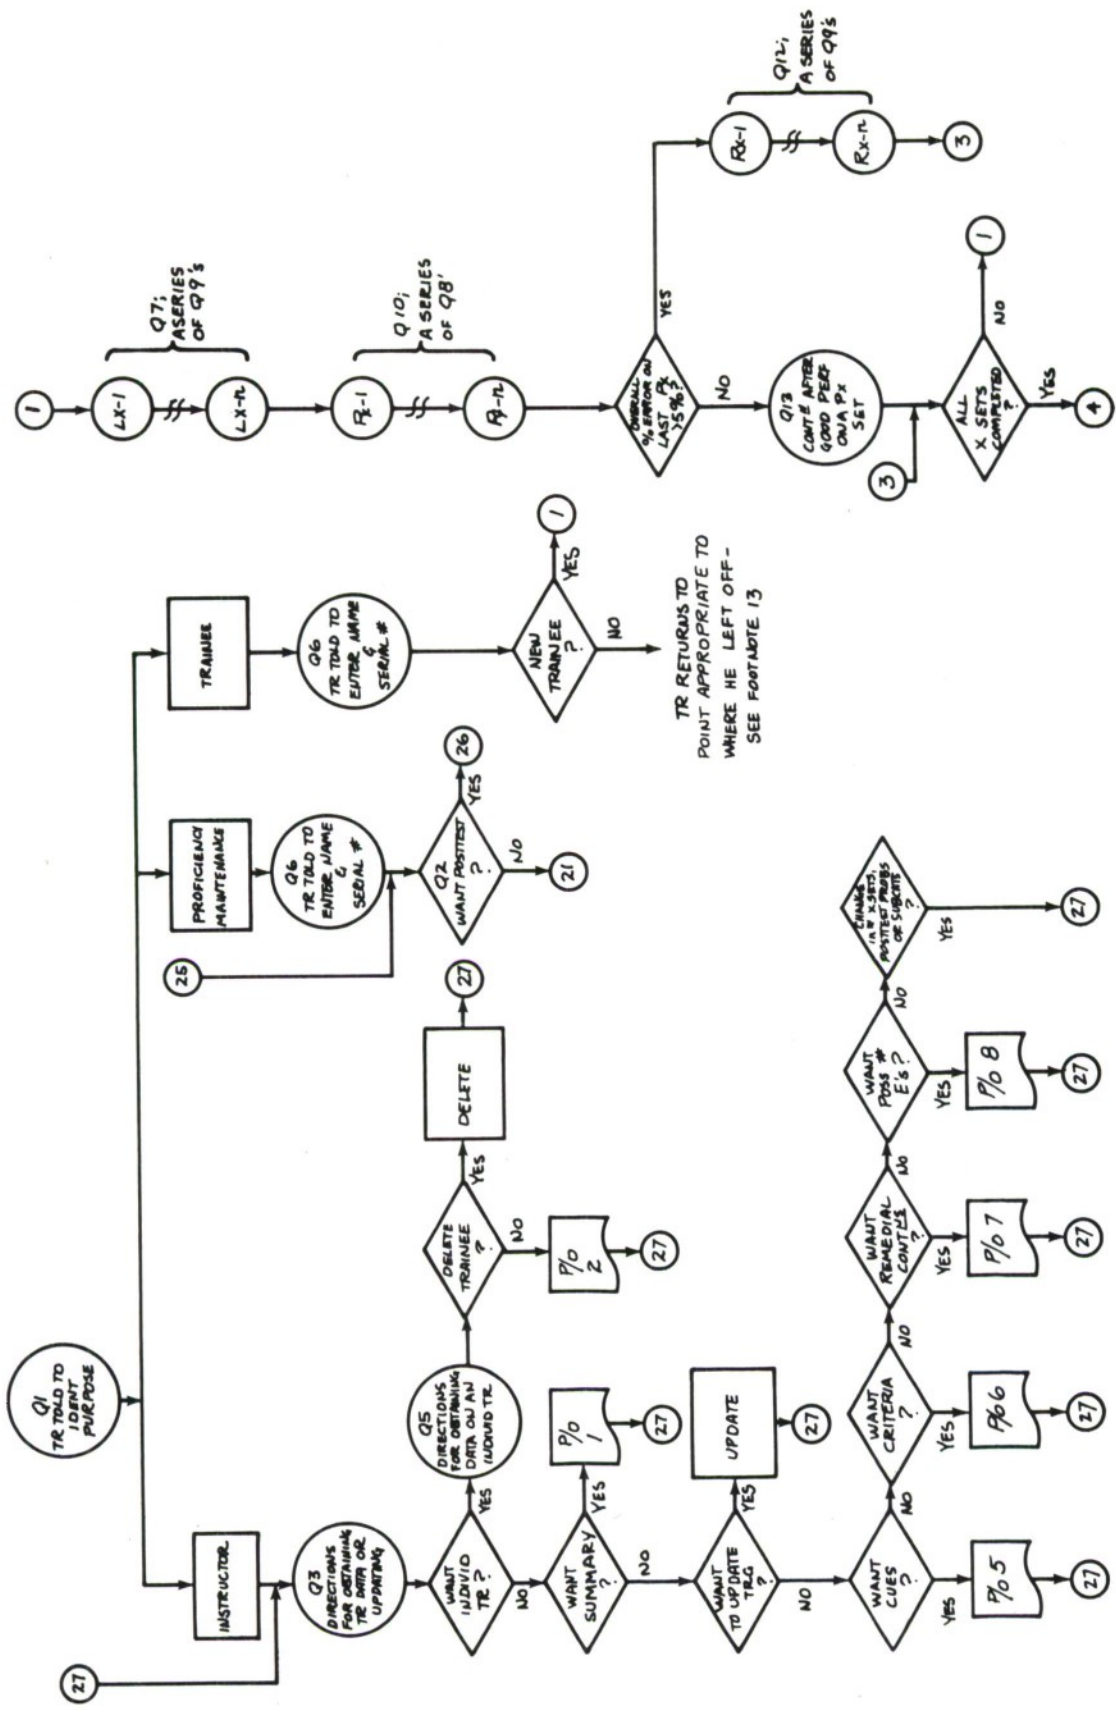 Q1
TR TOLD TO
IDENT
PURPOSE
27
INSTRUCTOR
Q3
DIRECTIONS
FOR OBTAINING
TR DATA OR
UPDATING
WANT
INDIVID
TR?
YES
NO
Q5
DIRECTIONS
FOR OBTAINING
DATA ON AN
INDIVID TR
DELETE
TRAINEE
?
YES
DELETE
27
NO
P/O
2
27
WANT
SUMMARY
?
YES
P/O
1
27
NO
WANT
TO UPDATE
TRG
?
YES
UPDATE
27
NO
WANT
CUES
?
YES
P/O 5
27
NO
WANT
CRITERIA
?
YES
P/O 6
27
NO
WANT
REMEDIAL
CONT'NS
?
YES
P/O 7
27
NO
WANT
POSS #
E'S?
YES
P/O 8
27
NO
CHANGE
IN # X SETS,
POSTTEST PROBS
OR SUBCRITS
?
YES
27
PROFICIENCY
MAINTENANCE
25
Q6
TR TOLD TO
ENTER NAME
&
SERIAL #
Q2
WANT POSTTEST
?
YES
26
NO
21
TRAINEE
Q6
TR TOLD TO
ENTER NAME
&
SERIAL #
NEW
TRAINEE
?
YES
1
NO
TR RETURNS TO
POINT APPROPRIATE TO
WHERE HE LEFT OFF-
SEE FOOTNOTE 13
1
LX-1
LX-n
Q7;
A SERIES
OF Q9's
PX-1
PX-n
Q10;
A SERIES
OF Q8'
OVERALL
% ERROR ON
LAST PX
>5%?
YES
RX-1
RX-n
Q12;
A SERIES
OF Q9's
3
NO
Q13
CONT'E AFTER
GOOD PERF
ON A PX
SET
3
ALL
X SETS
COMPLETED
?
NO
1
YES
4